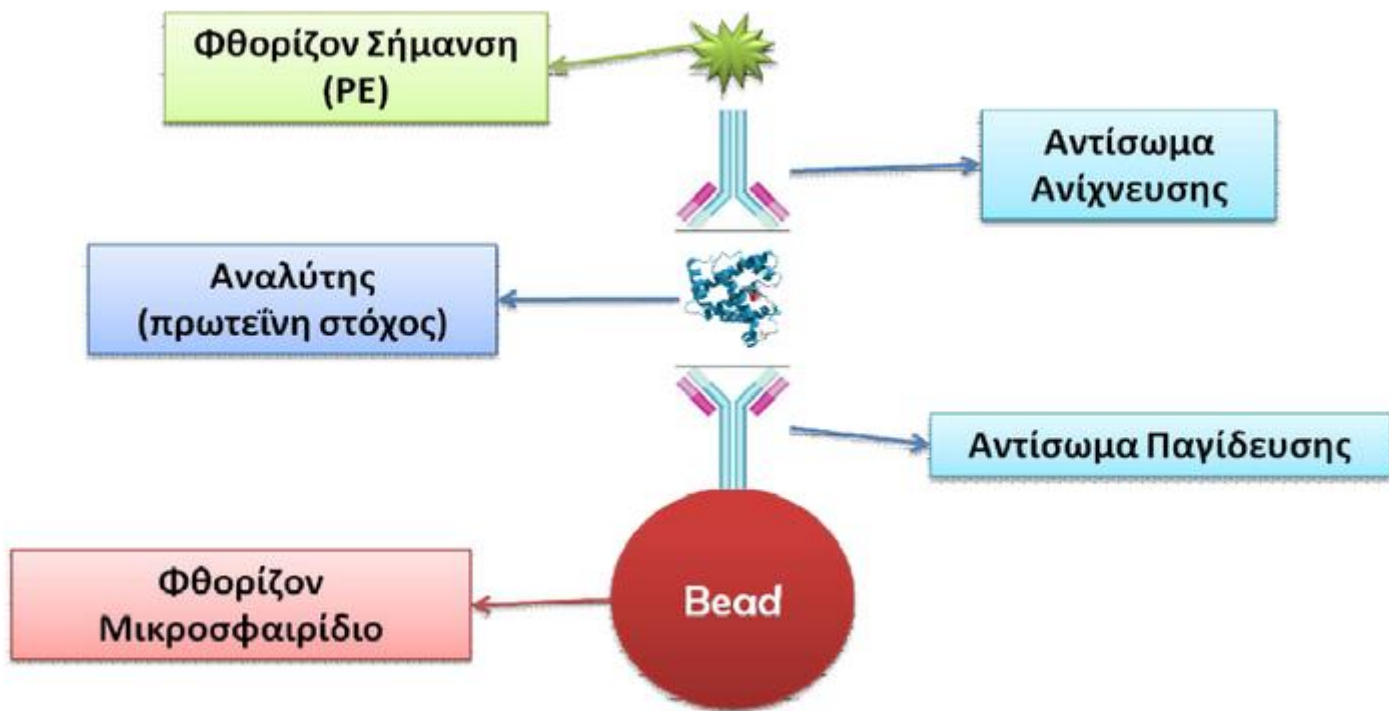 Φθορίζον Σήμανση
(PE)
Αντίσωμα
Ανίχνευσης
Αναλύτης
(πρωτεΐνη στόχος)
Αντίσωμα Παγίδευσης
Φθορίζον
Μικροσφαιρίδιο
Bead